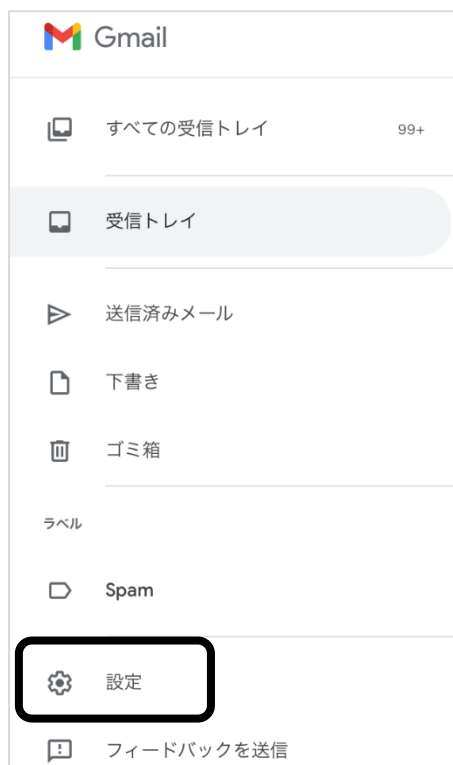 Gmail
すべての受信トレイ 99+
受信トレイ
送信済みメール
下書き
ゴミ箱
ラベル
Spam
設定
フィードバックを送信